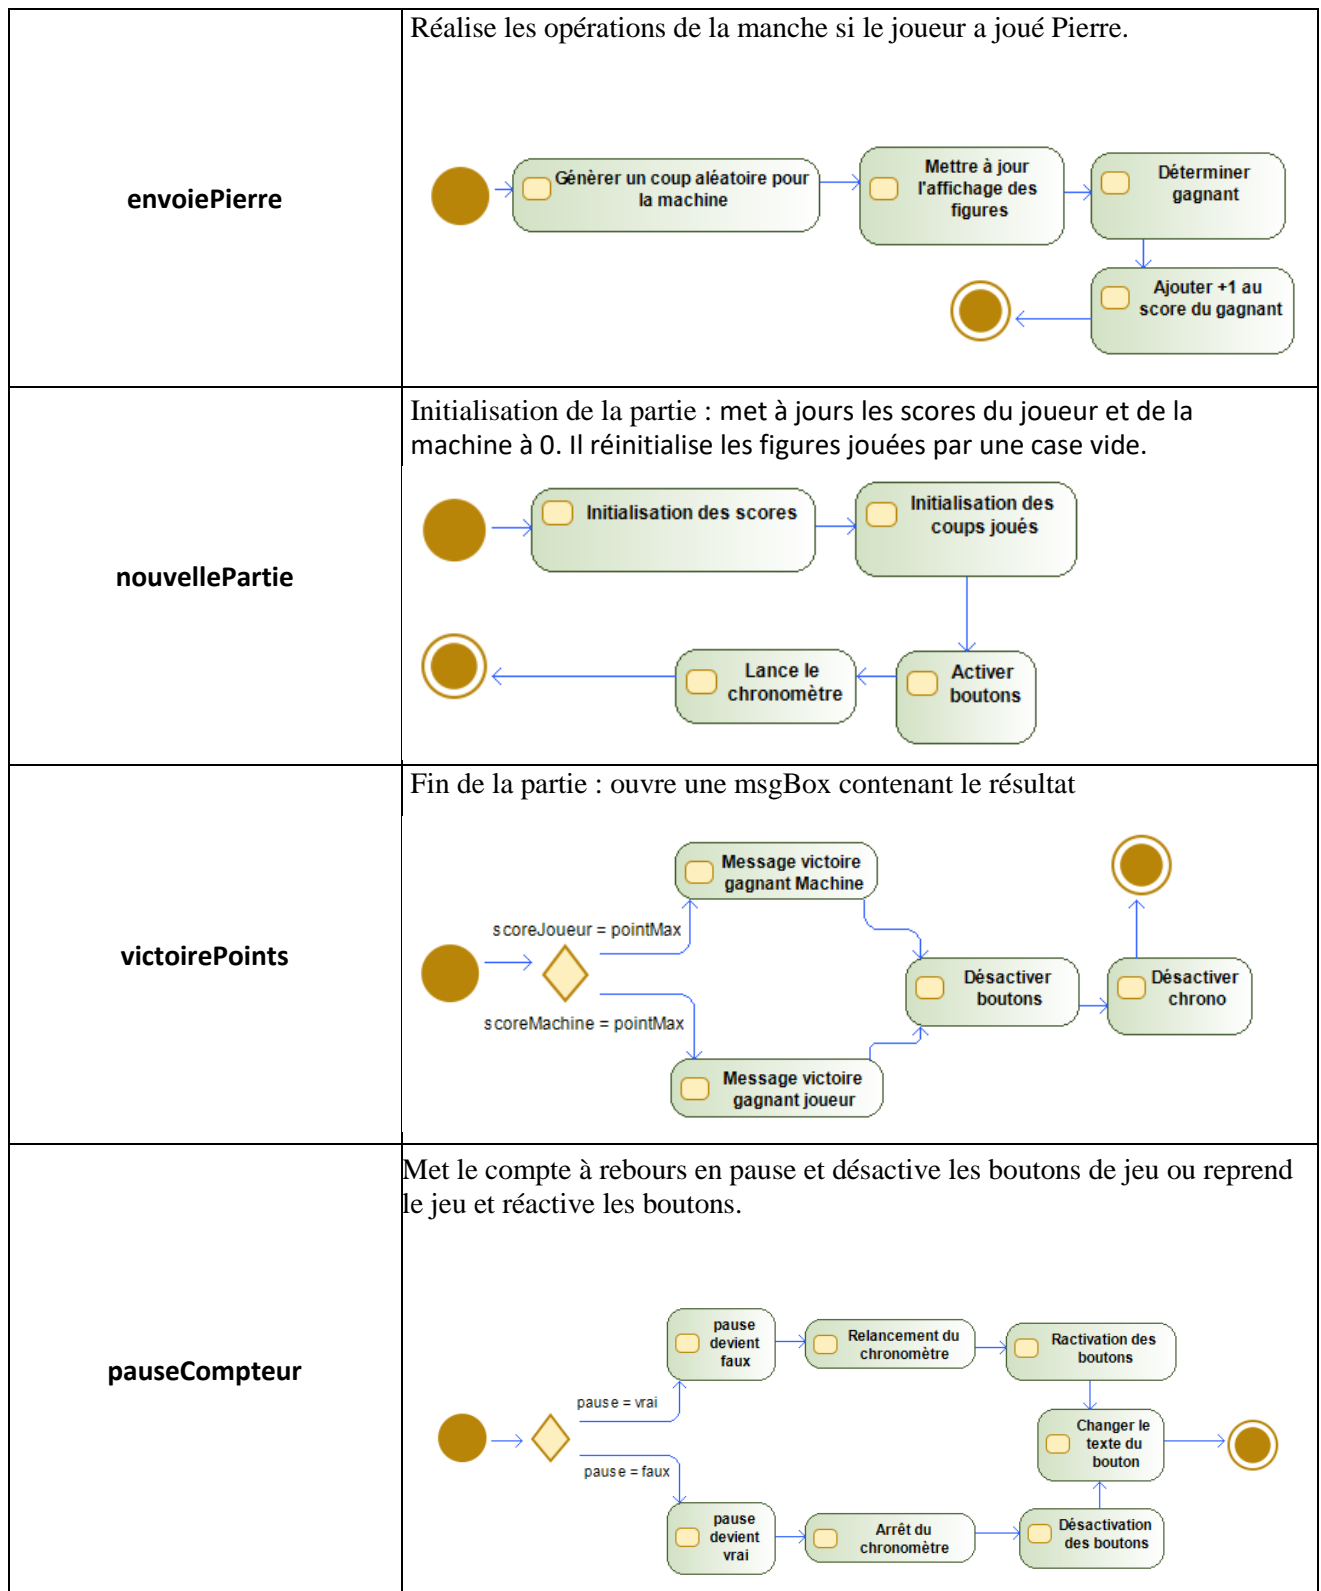 Réalise les opérations de la manche si le joueur a joué Pierre.
envoiePierre
Génèrer un coup aléatoire pour
la machine
Mettre à jour
l'affichage des
figures
Déterminer
gagnant
Ajouter +1 au
score du gagnant
Initialisation de la partie : met à jours les scores du joueur et de la
machine à 0. Il réinitialise les figures jouées par une case vide.
nouvellePartie
Initialisation des scores
Initialisation des
coups joués
Activer
boutons
Lance le
chronomètre
Fin de la partie : ouvre une msgBox contenant le résultat
victoirePoints
scoreJoueur = pointMax
scoreMachine = pointMax
Message victoire
gagnant Machine
Message victoire
gagnant joueur
Désactiver
boutons
Désactiver
chrono
Met le compte à rebours en pause et désactive les boutons de jeu ou reprend
le jeu et réactive les boutons.
pauseCompteur
pause = vrai
pause = faux
pause
devient
faux
Relancement du
chronomètre
Ractivation des
boutons
Changer le
texte du
bouton
pause
devient
vrai
Arrêt du
chronomètre
Désactivation
des boutons